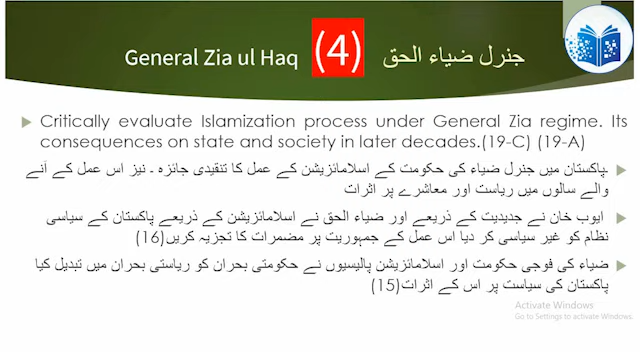 General Zia ul Haq (4) جنرل ضیاء الحق
Critically evaluate Islamization process under General Zia regime. Its
consequences on state and society in later decades.(19-C) (19-A)
پاکستان میں جنرل ضیاء کی حکومت کے اسلامائزیشن کے عمل کا تنقیدی جائزہ ۔ نیز اس عمل کے آنے
والے سالوں میں ریاست اور معاشرے پر اثرات
ایوب خان نے جدیدیت کے ذریعے اور ضیاء الحق نے اسلامائزیشن کے ذریعے پاکستان کے سیاسی
نظام کو غیر سیاسی کر دیا اس عمل کے جمہوریت پر مضمرات کا تجزیہ کریں(16)
ضیاء کی فوجی حکومت اور اسلامائزیشن پالیسیوں نے حکومتی بحران کو ریاستی بحران میں تبدیل کیا
پاکستان کی سیاست پر اس کے اثرات(15)
Activate Windows
Go to Settings to activate Windows.